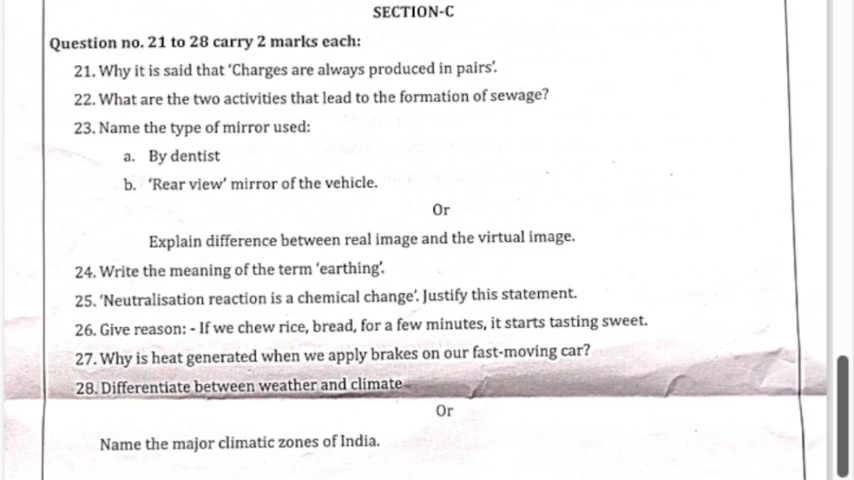 SECTION-C
Question no. 21 to 28 carry 2 marks each:
21. Why it is said that ‘Charges are always produced in pairs’.
22. What are the two activities that lead to the formation of sewage?
23. Name the type of mirror used:
a. By dentist
b. ‘Rear view’ mirror of the vehicle.
Or
Explain difference between real image and the virtual image.
24. Write the meaning of the term ‘earthing’.
25. ‘Neutralisation reaction is a chemical change’. Justify this statement.
26. Give reason: - If we chew rice, bread, for a few minutes, it starts tasting sweet.
27. Why is heat generated when we apply brakes on our fast-moving car?
28. Differentiate between weather and climate
Or
Name the major climatic zones of India.